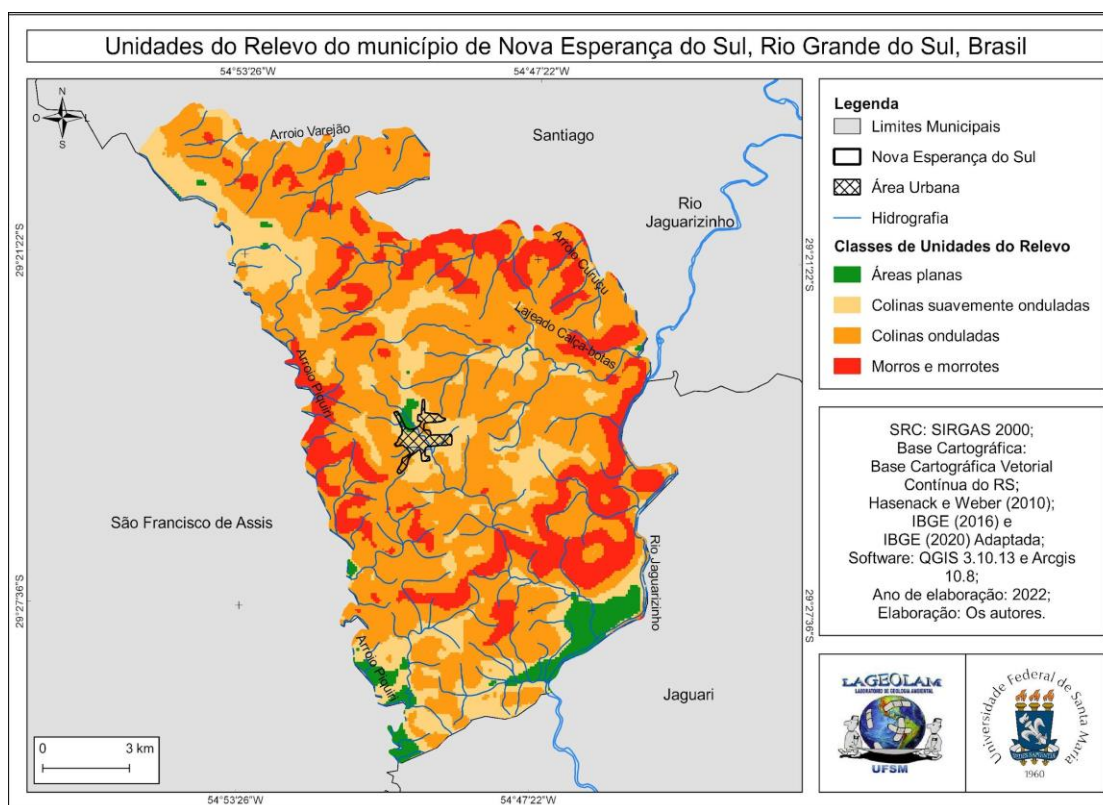 Unidades do Relevo do município de Nova Esperança do Sul, Rio Grande do Sul, Brasil
54°53'26"W
54°47'22"W
N
O
L
S
Arroio Varejão
Santiago
Rio
Jaguarizinho
29°21'22"S
29°21'22"S
Arroio Curuçu
Lajeado Calça-botas
Arroio Piquiri
São Francisco de Assis
Rio Jaguarizinho
29°27'36"S
29°27'36"S
Arroio Piquiri
Jaguari
0
3 km
54°53'26"W
54°47'22"W
Legenda
Limites Municipais
Nova Esperança do Sul
Área Urbana
Hidrografia
Classes de Unidades do Relevo
Áreas planas
Colinas suavemente onduladas
Colinas onduladas
Morros e morrotes
SRC: SIRGAS 2000;
Base Cartográfica:
Base Cartográfica Vetorial
Contínua do RS;
Hasenack e Weber (2010);
IBGE (2016) e
IBGE (2020) Adaptada;
Software: QGIS 3.10.13 e Arcgis
10.8;
Ano de elaboração: 2022;
Elaboração: Os autores.
LAGEOLAM
LABORATÓRIO DE GEOLOGIA AMBIENTAL
UFSM
Universidade Federal de Santa Maria
1960